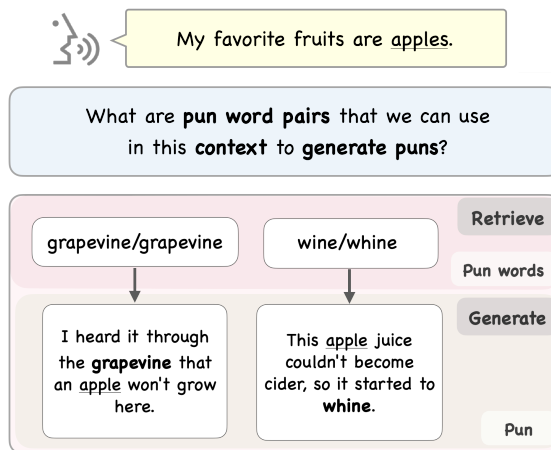 My favorite fruits are apples.
What are pun word pairs that we can use
in this context to generate puns?
Retrieve
grapevine/grapevine
wine/whine
Pun words
Generate
I heard it through
the grapevine that
an apple won't grow
here.
This apple juice
couldn't become
cider, so it started to
whine.
Pun